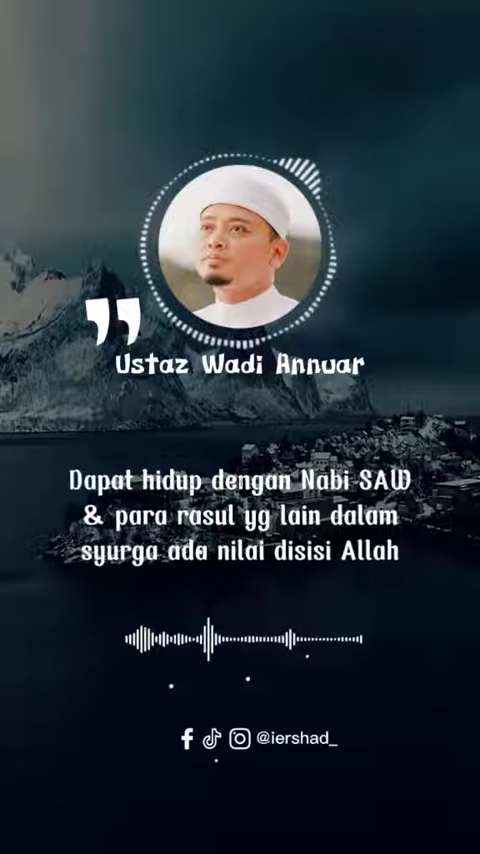 Ustaz Wadi Annuar
Dapat hidup dengan Nabi SAW
& para rasul yg lain dalam
syurga ada nilai disisi Allah
@iershad_